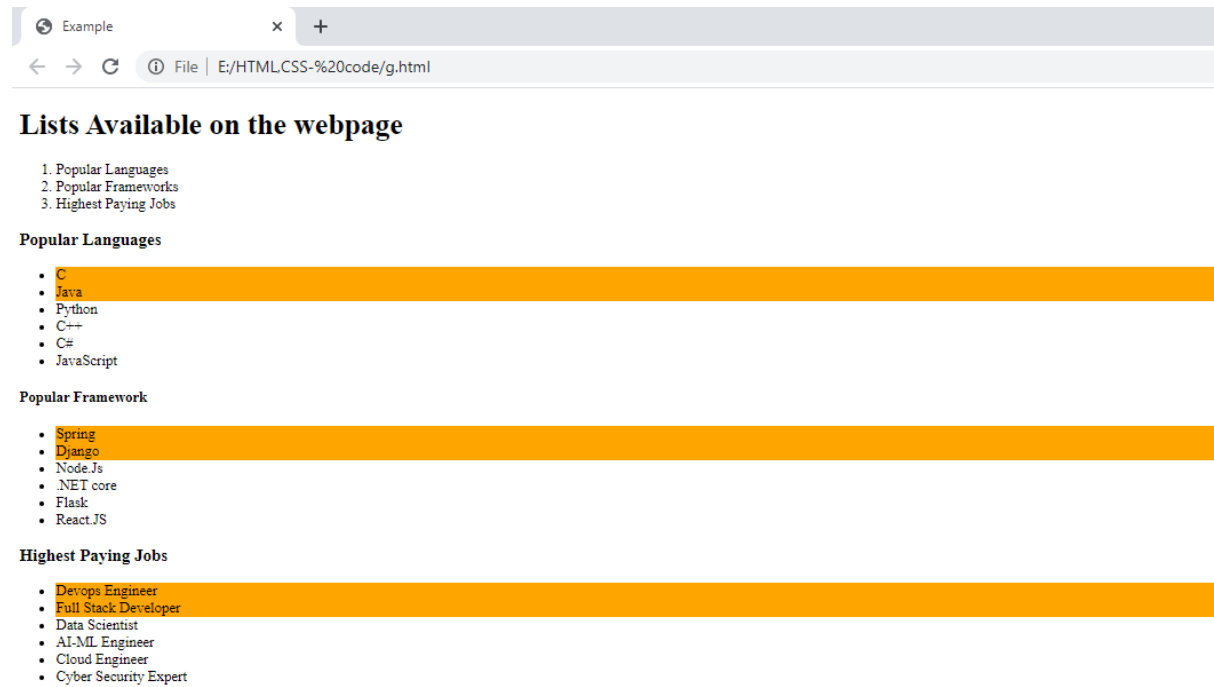 Example
File | E:/HTML,CSS-%20code/g.html
Lists Available on the webpage
1. Popular Languages
2. Popular Frameworks
3. Highest Paying Jobs
Popular Languages
• C
• Java
• Python
• C++
• C#
• JavaScript
Popular Framework
• Spring
• Django
• Node.Js
• .NET core
• Flask
• React.JS
Highest Paying Jobs
• Devops Engineer
• Full Stack Developer
• Data Scientist
• AI-ML Engineer
• Cloud Engineer
• Cyber Security Expert